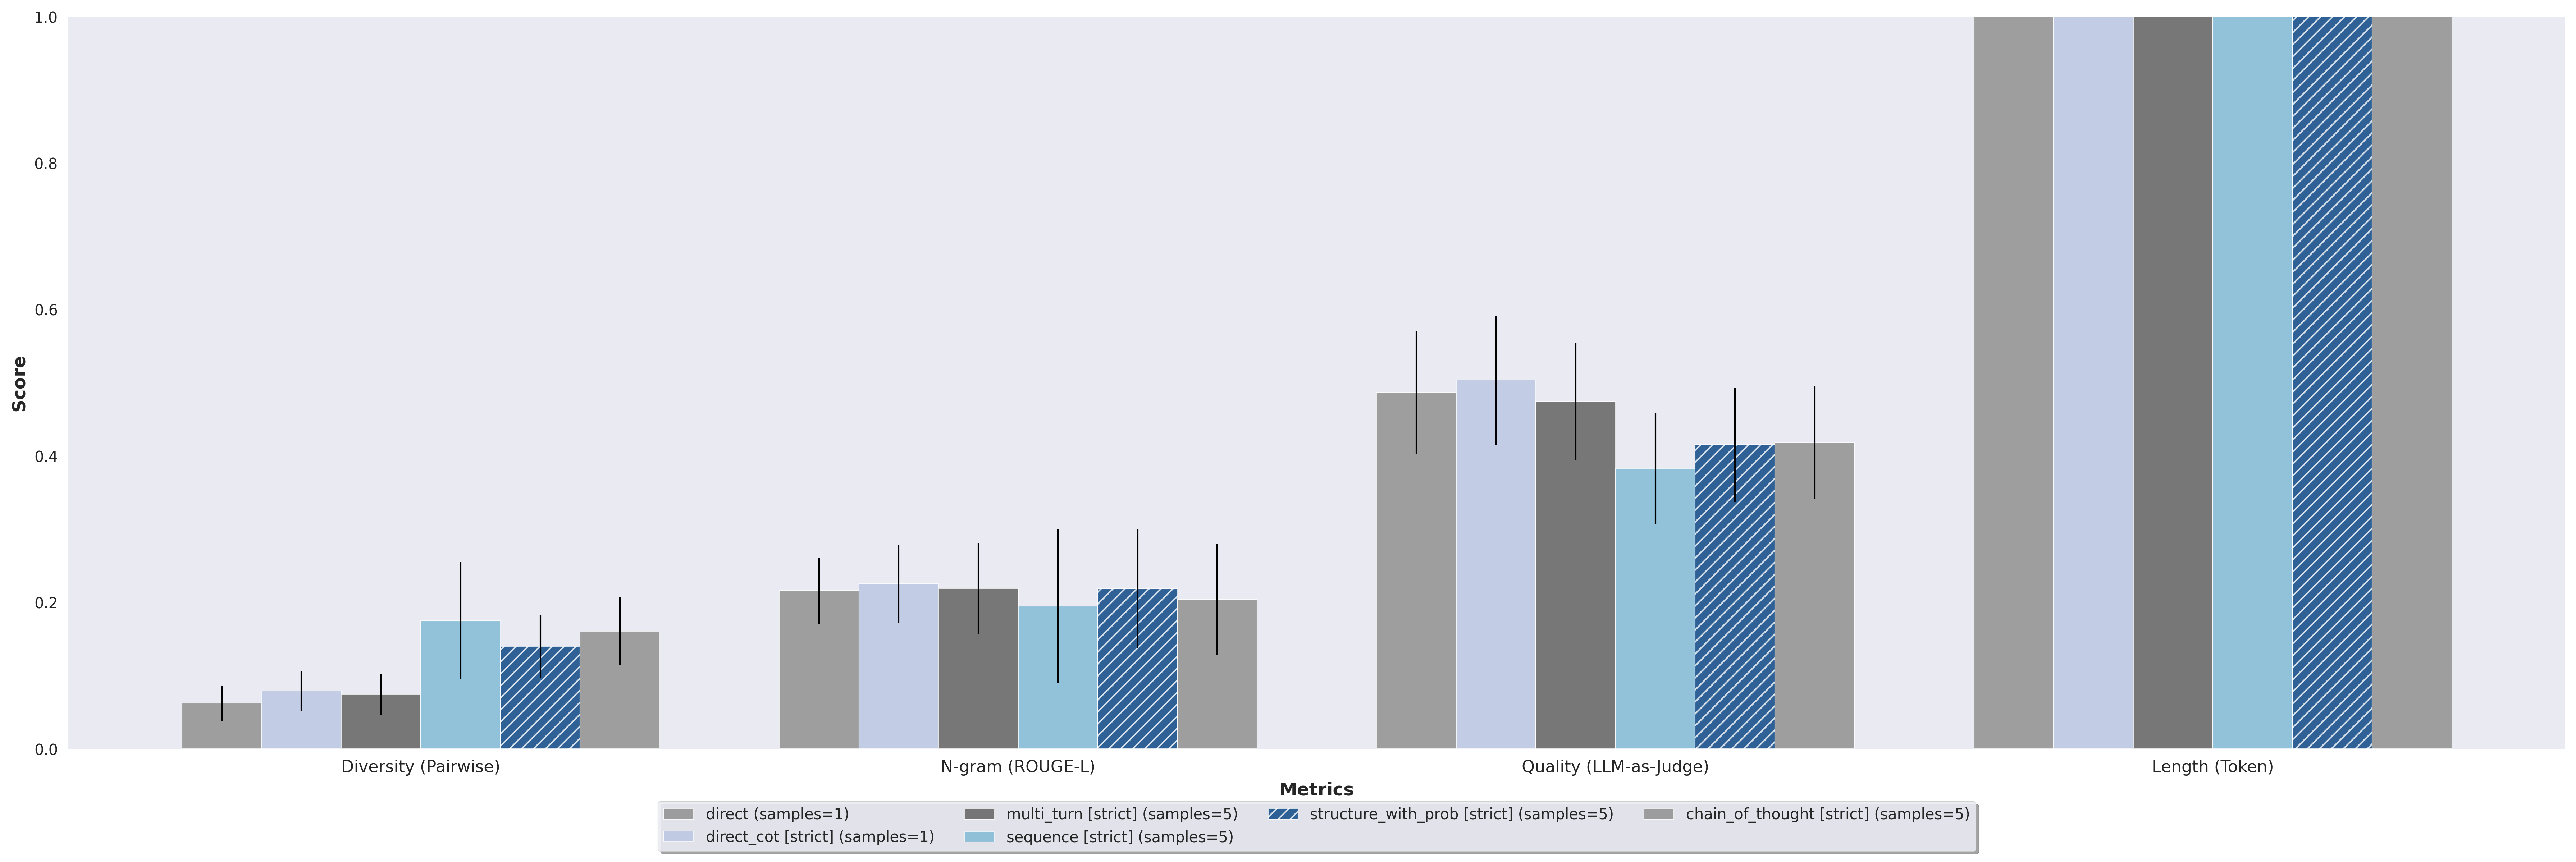 1.0
0.8
0.6
0.4
0.2
0.0
Score
Diversity (Pairwise)
N-gram (ROUGE-L)
Quality (LLM-as-Judge)
Length (Token)
Metrics
direct (samples=1)
direct_cot [strict] (samples=1)
multi_turn [strict] (samples=5)
sequence [strict] (samples=5)
structure_with_prob [strict] (samples=5)
chain_of_thought [strict] (samples=5)